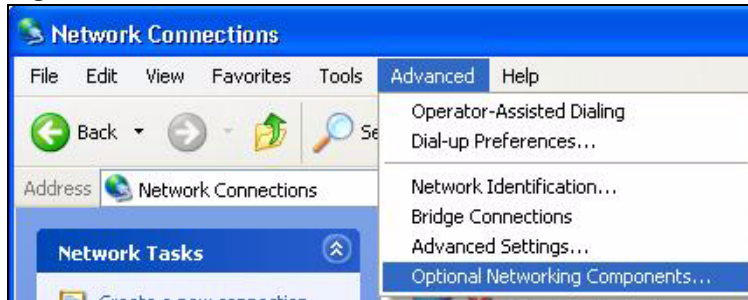 Network Connections
File Edit View Favorites Tools Advanced Help
Operator-Assisted Dialing
Back
Dial-up Preferences...
Address Network Connections
Network Identification...
Bridge Connections
Network Tasks
Advanced Settings...
Optional Networking Components...